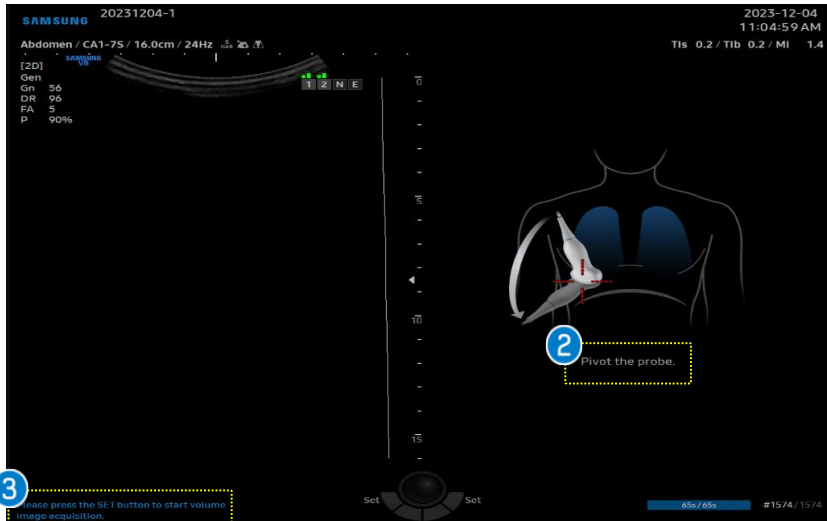 SAMSUNG 20231204-1
2023-12-04
11:04:59 AM
Abdomen / CA1-7S / 16.0cm / 24Hz
TIs 0.2 / TIb 0.2 / MI 1.4
SAMSUNG
VR
[2D]
Gen
Gn 56
DR 96
FA 5
P 90%
1 2 N E
0
5
10
15
2
Pivot the probe.
3
Please press the SET button to start volume
image acquisition.
Set Set
65s / 65s
#1574 / 1574